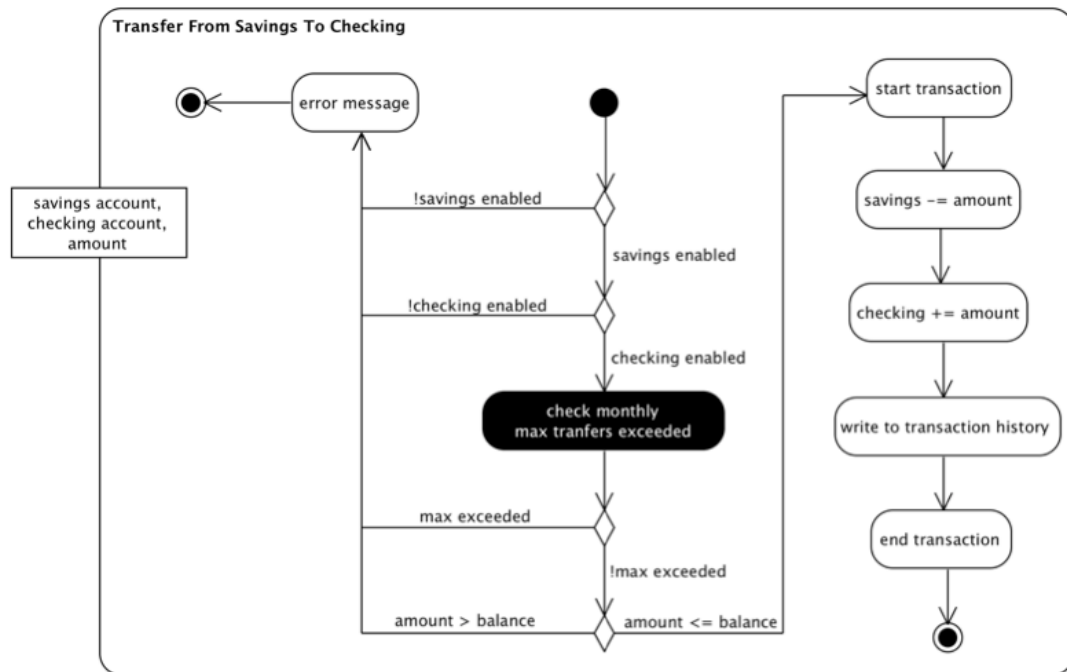 Transfer From Savings To Checking
error message
start transaction
savings account,
checking account,
amount
!savings enabled
savings -= amount
savings enabled
!checking enabled
checking += amount
checking enabled
check monthly
max tranfers exceeded
write to transaction history
max exceeded
end transaction
!max exceeded
amount > balance
amount <= balance